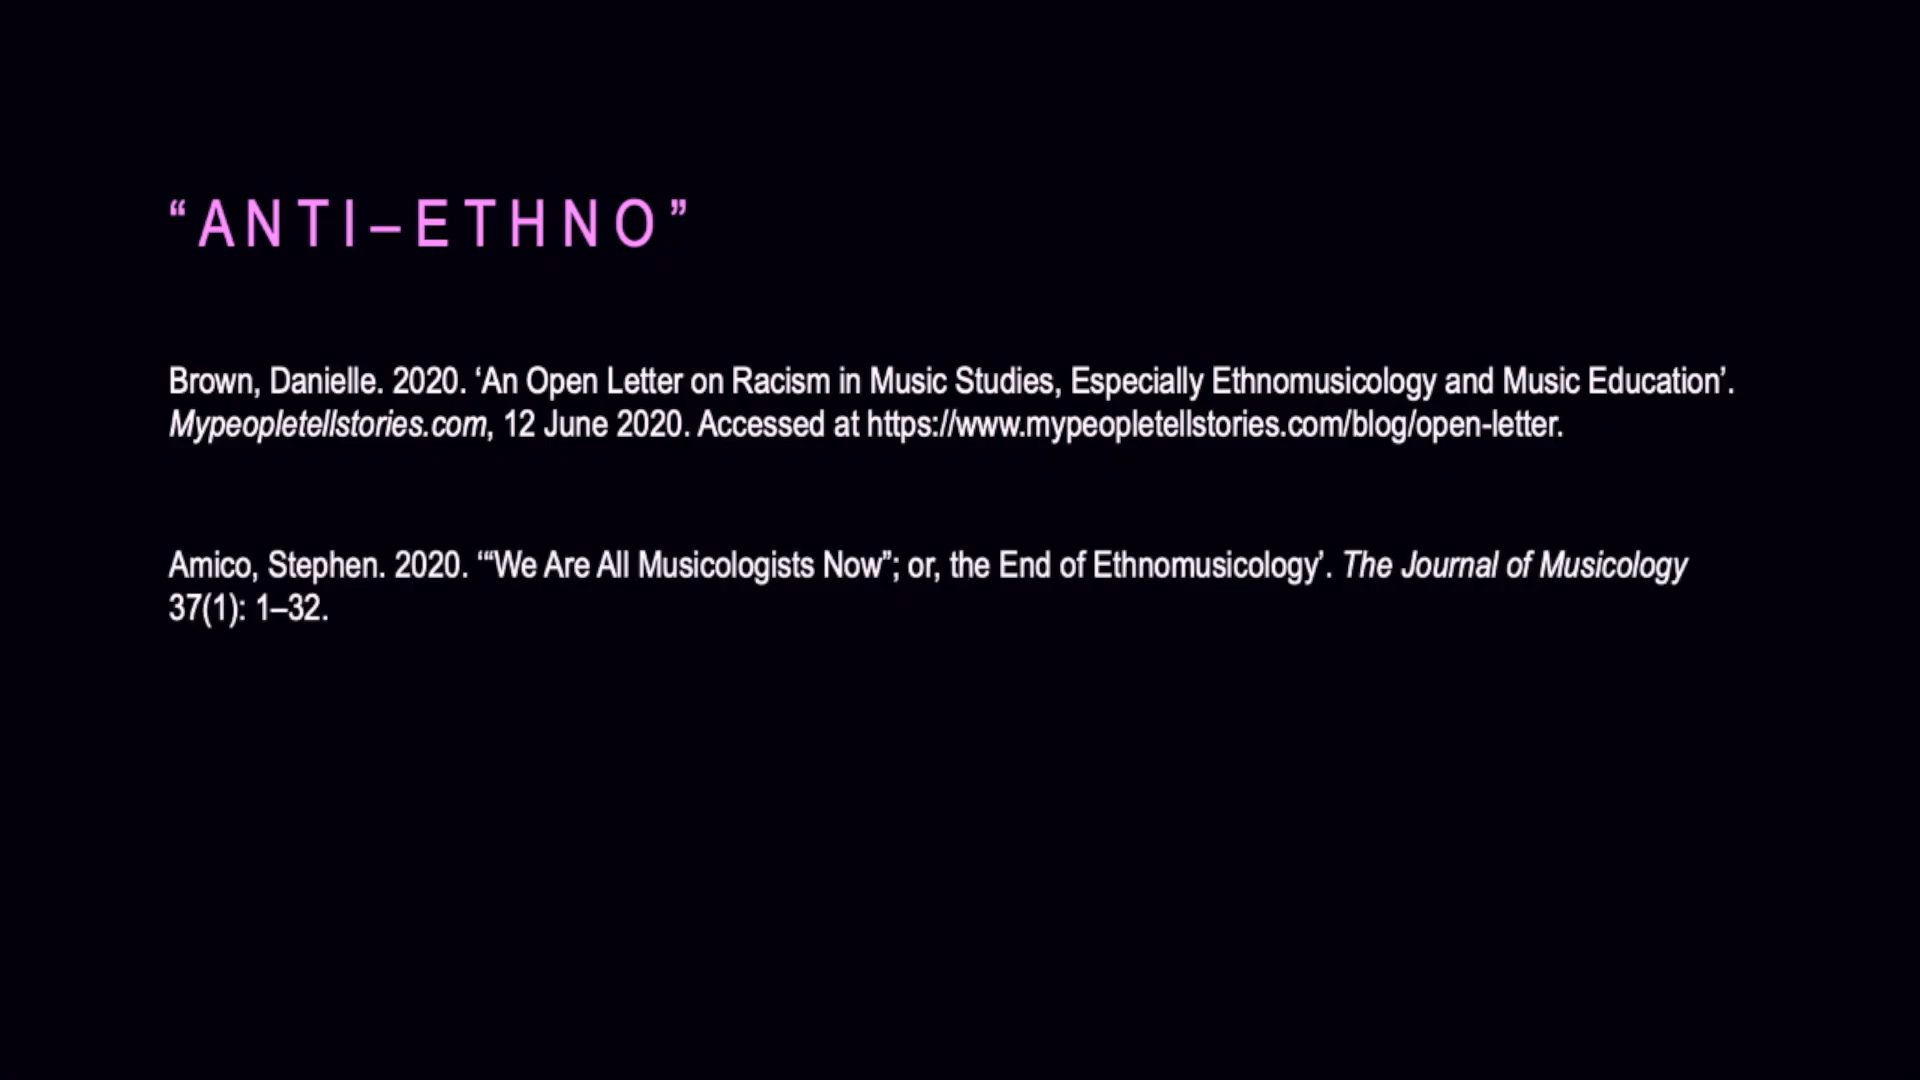 “ANTI–ETHNO”
Brown, Danielle. 2020. ‘An Open Letter on Racism in Music Studies, Especially Ethnomusicology and Music Education’.
Mypeopletellstories.com, 12 June 2020. Accessed at https://www.mypeopletellstories.com/blog/open-letter.
Amico, Stephen. 2020. ‘“We Are All Musicologists Now”; or, the End of Ethnomusicology’. The Journal of Musicology
37(1): 1–32.